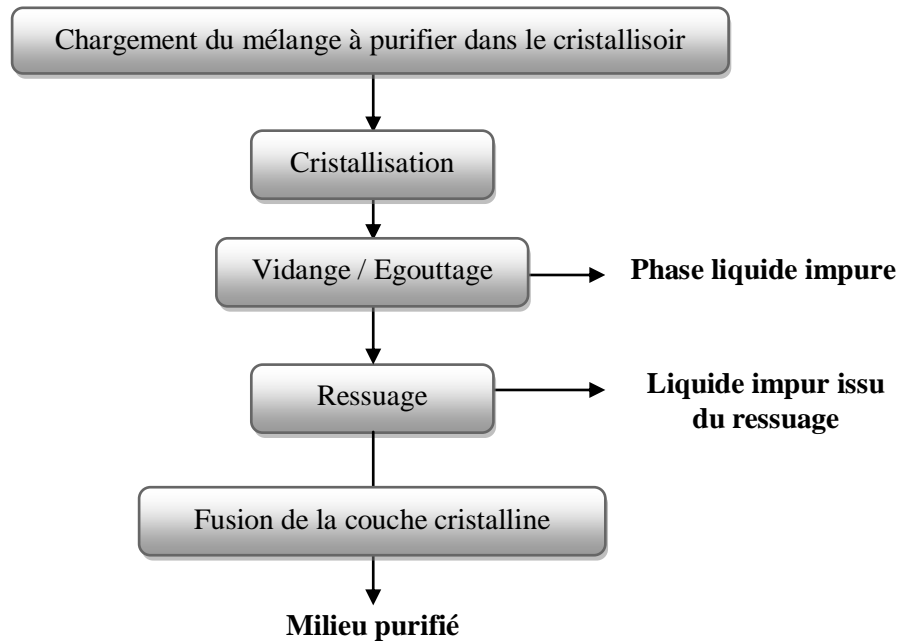 Chargement du mélange à purifier dans le cristallisoir
Cristallisation
Vidange / Egouttage
Phase liquide impure
Ressuage
Liquide impur issu
du ressuage
Fusion de la couche cristalline
Milieu purifié